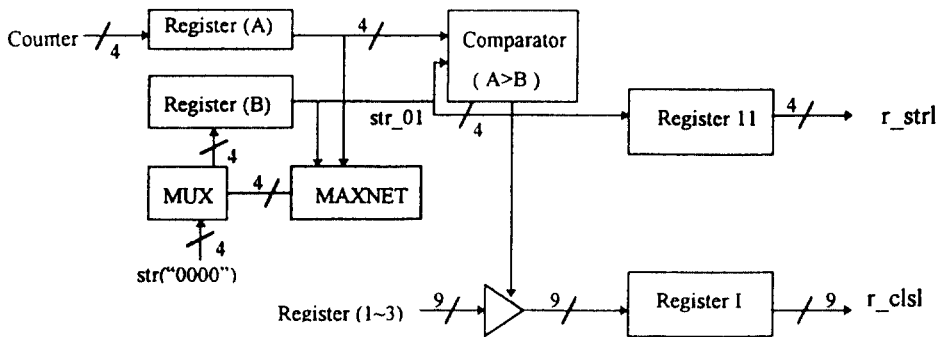 Counter
4
Register (A)
4
Comparator
( A>B )
Register (B)
str_01
4
Register 11
4
r_strl
4
MUX
4
MAXNET
4
str("0000")
Register (1~3)
9
9
Register I
9
r_clsl